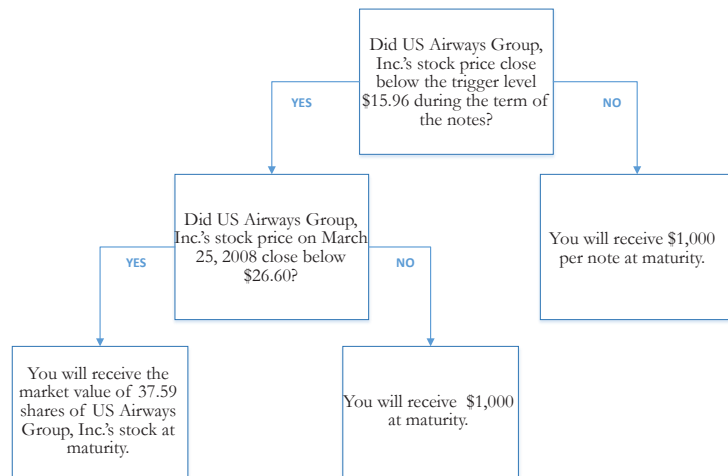 Did US Airways Group,
Inc.'s stock price close
below the trigger level
$15.96 during the term of
the notes?
YES
NO
Did US Airways Group,
Inc.'s stock price on March
25, 2008 close below
$26.60?
You will receive $1,000
per note at maturity.
YES
NO
You will receive the
market value of 37.59
shares of US Airways
Group, Inc.'s stock at
maturity.
You will receive $1,000
at maturity.